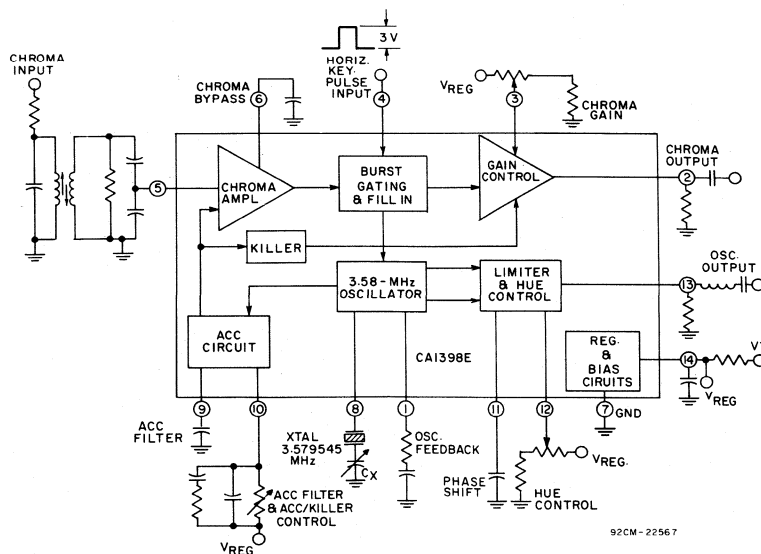 3 V
HORIZ.
KEY-
PULSE INPUT
4
CHROMA
INPUT
CHROMA
BYPASS
6
VREG
3
CHROMA
GAIN
CHROMA
OUTPUT
2
5
CHROMA
AMPL
BURST
GATING
& FILL IN
GAIN
CONTROL
KILLER
3.58-MHz
OSCILLATOR
LIMITER
& HUE
CONTROL
OSC.
OUTPUT
13
ACC
CIRCUIT
CA1398E
REG.
&
BIAS
CIRUITS
14
V+
VREG
9
10
8
1
11
12
7
GND
ACC
FILTER
XTAL
3.579545
MHz
CX
OSC.
FEEDBACK
PHASE
SHIFT
VREG.
HUE
CONTROL
ACC FILTER
& ACC/KILLER
CONTROL
VREG
92CM-22567